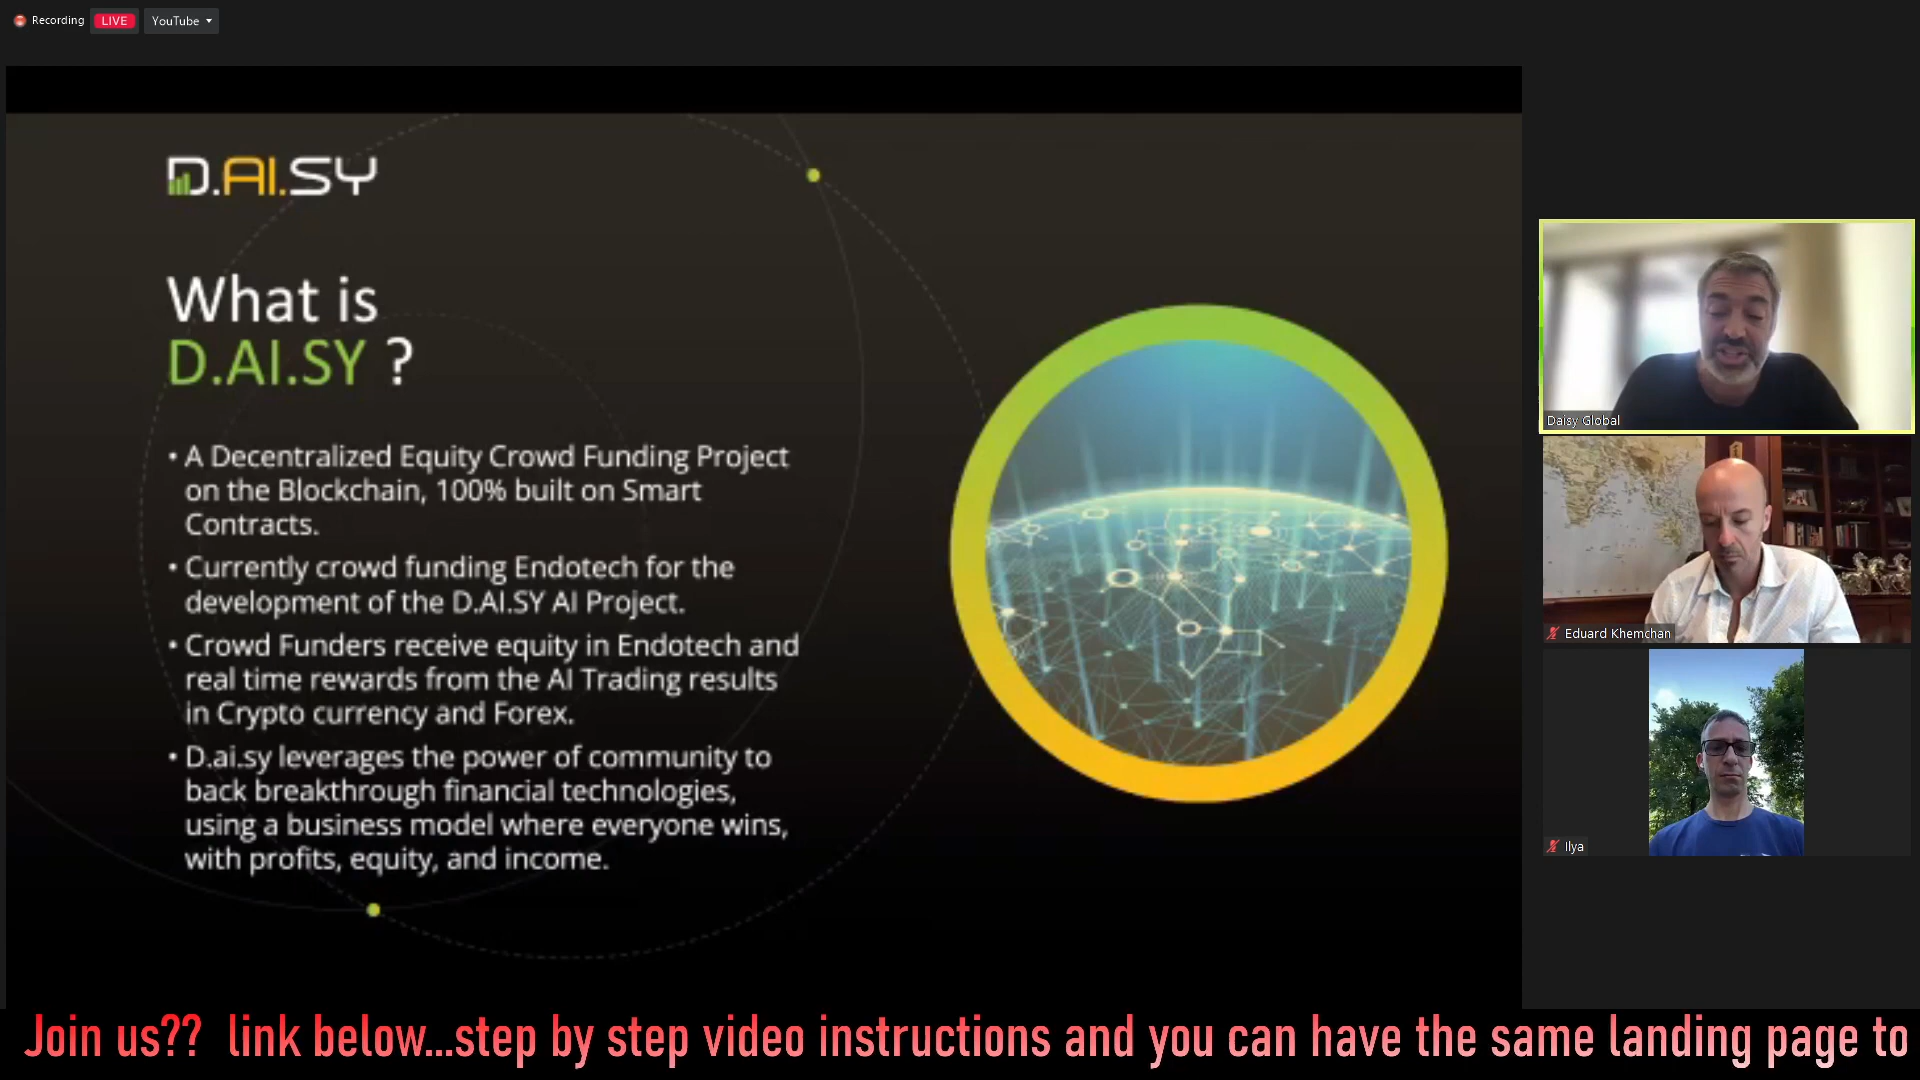 Recording LIVE YouTube
D.AI.SY
What is
D.AI.SY ?
• A Decentralized Equity Crowd Funding Project
on the Blockchain, 100% built on Smart
Contracts.
• Currently crowd funding Endotech for the
development of the D.AI.SY AI Project.
• Crowd Funders receive equity in Endotech and
real time rewards from the AI Trading results
in Crypto currency and Forex.
• D.ai.sy leverages the power of community to
back breakthrough financial technologies,
using a business model where everyone wins,
with profits, equity, and income.
Daisy Global
Eduard Khemchan
Ilya
Join us?? link below...step by step video instructions and you can have the same landing page to